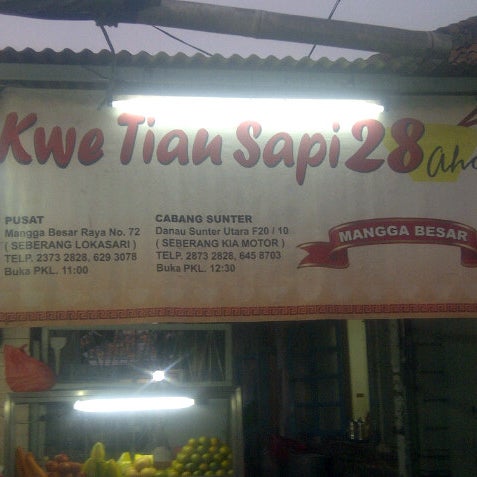 Kwe Tiau Sapi 28
PUSAT
Mangga Besar Raya No. 72
( SEBERANG LOKASARI )
TELP. 2373 2828, 629 3078
Buka PKL. 11:00
CABANG SUNTER
Danau Sunter Utara F20 / 10
( SEBERANG KIA MOTOR )
TELP. 2873 2828, 645 8703
Buka PKL. 12:30
MANGGA BESAR